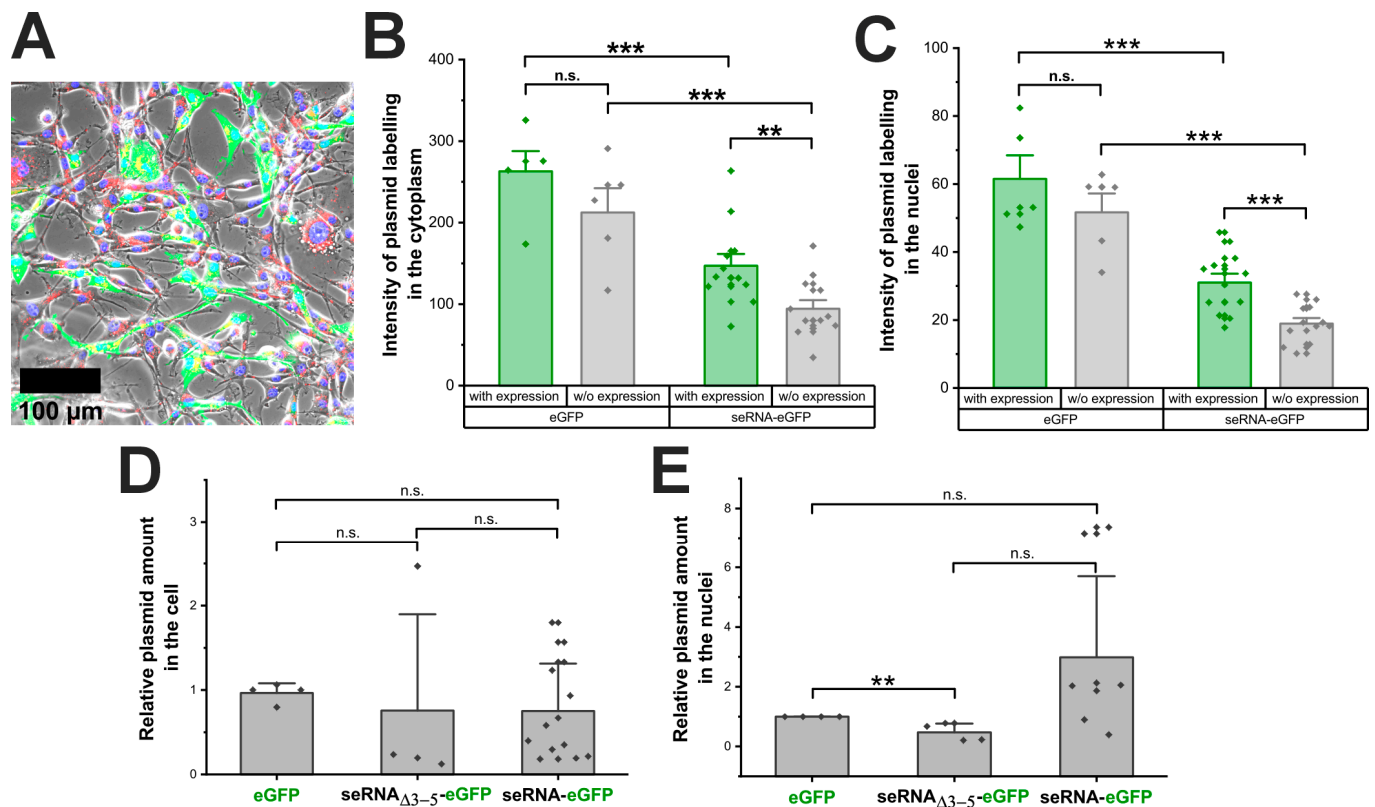 A
100 µm
B
Intensity of plasmid labelling
in the cytoplasm
400
300
200
100
0
***
n.s.
***
**
with expression
w/o expression
with expression
w/o expression
eGFP
seRNA-eGFP
C
Intensity of plasmid labelling
in the nuclei
100
80
60
40
20
0
***
n.s.
***
***
with expression
w/o expression
with expression
w/o expression
eGFP
seRNA-eGFP
D
Relative plasmid amount
in the cell
3
2
1
0
n.s.
n.s.
n.s.
eGFP
seRNAΔ3–5-eGFP
seRNA-eGFP
E
Relative plasmid amount
in the nuclei
8
6
4
2
0
n.s.
n.s.
**
eGFP
seRNAΔ3–5-eGFP
seRNA-eGFP